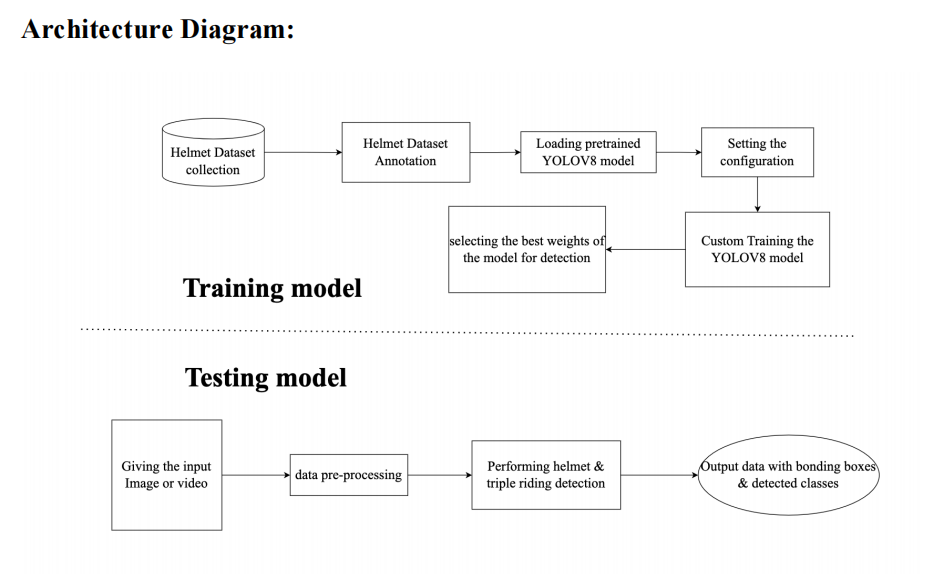 Architecture Diagram:
Helmet Dataset
collection
Helmet Dataset
Annotation
Loading pretrained
YOLOV8 model
Setting the
configuration
Custom Training the
YOLOV8 model
selecting the best weights of
the model for detection
Training model
Testing model
Giving the input
Image or video
data pre-processing
Performing helmet &
triple riding detection
Output data with bonding boxes
& detected classes